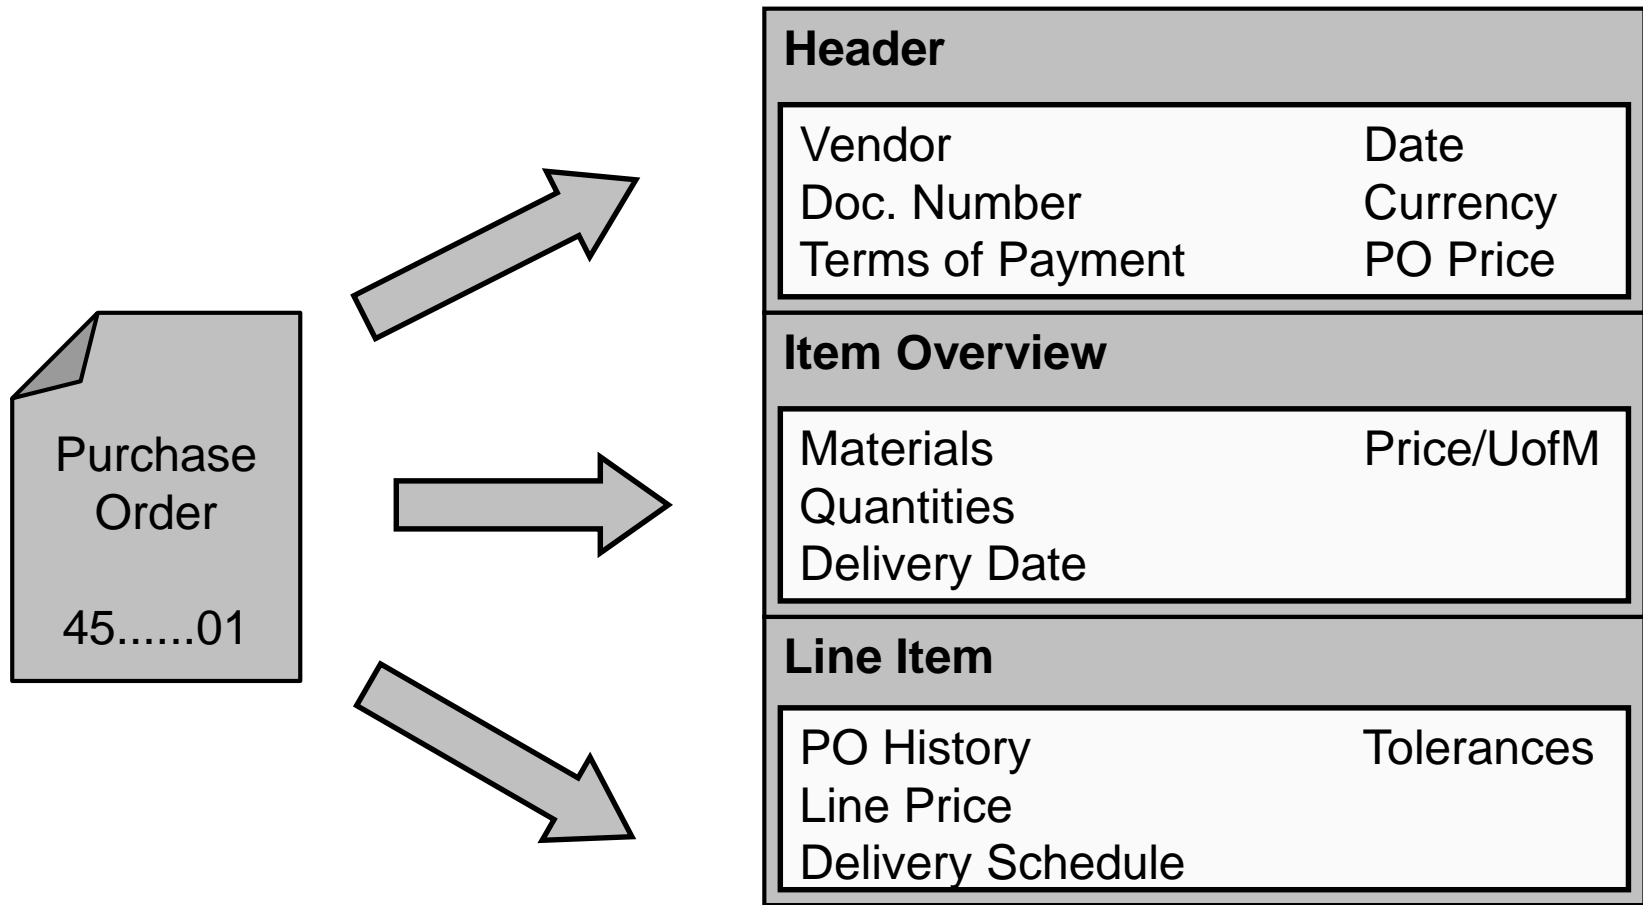 Purchase
Order
45......01
Header
Vendor Date
Doc. Number Currency
Terms of Payment PO Price
Item Overview
Materials Price/UofM
Quantities
Delivery Date
Line Item
PO History Tolerances
Line Price
Delivery Schedule